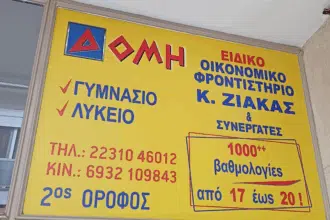 ΔΟΜΗ
✓ ΓΥΜΝΑΣΙΟ
✓ ΛΥΚΕΙΟ
ΤΗΛ.: 22310 46012
ΚΙΝ.: 6932 109843
2ος ΟΡΟΦΟΣ
ΕΙΔΙΚΟ
ΟΙΚΟΝΟΜΙΚΟ
ΦΡΟΝΤΙΣΤΗΡΙΟ
Κ. ΖΙΑΚΑΣ
&
ΣΥΝΕΡΓΑΤΕΣ
1000++
βαθμολογίες
από 17 έως 20 !